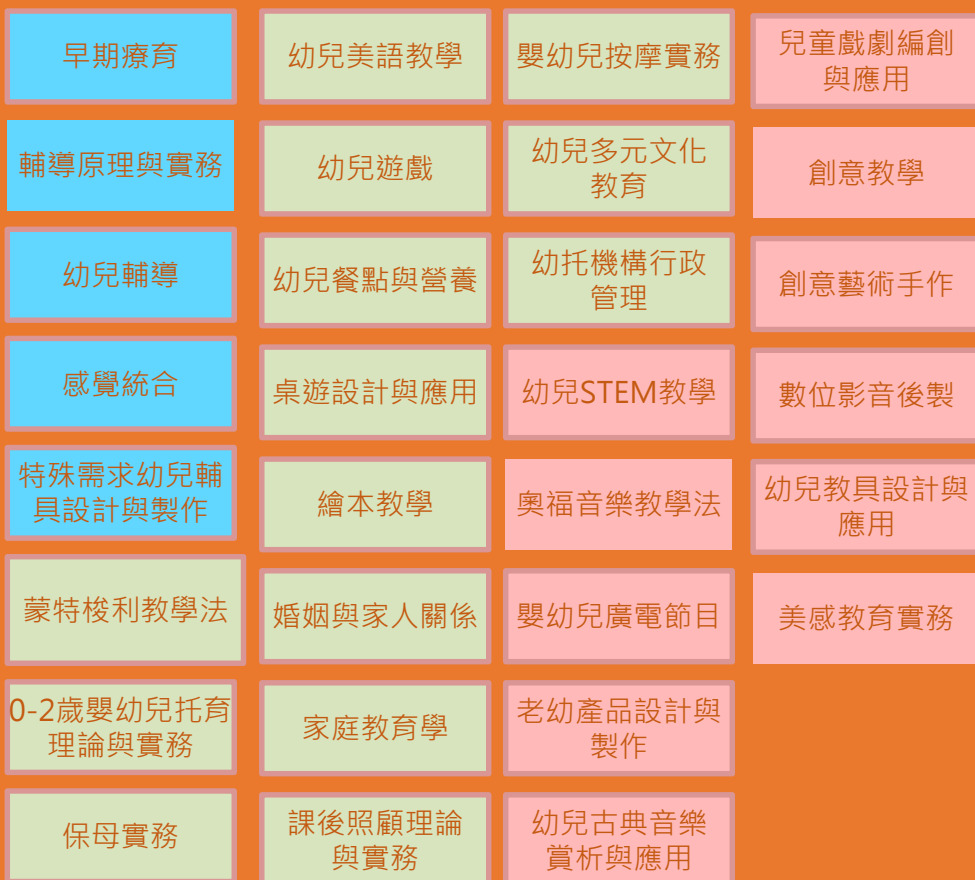 早期療育
輔導原理與實務
幼兒輔導
感覺統合
特殊需求幼兒輔
具設計與製作
蒙特梭利教學法
0-2歲嬰幼兒托育
理論與實務
保母實務
幼兒美語教學
幼兒遊戲
幼兒餐點與營養
桌遊設計與應用
繪本教學
婚姻與家人關係
家庭教育學
課後照顧理論
與實務
嬰幼兒按摩實務
幼兒多元文化
教育
幼托機構行政
管理
幼兒STEM教學
奧福音樂教學法
嬰幼兒廣電節目
老幼產品設計與
製作
幼兒古典音樂
賞析與應用
兒童戲劇編創
與應用
創意教學
創意藝術手作
數位影音後製
幼兒教具設計與
應用
美感教育實務